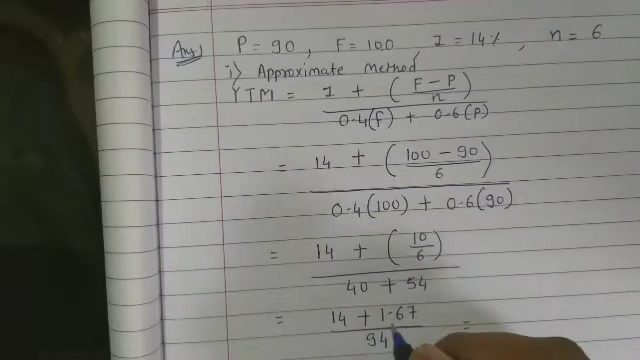 Ans) P = 90 , F = 100 , I = 14% , n = 6
i) Approximate Method
YTM = I + (F - P / n) / 0.4(F) + 0.6(P)
= 14 + (100 - 90 / 6) / 0.4(100) + 0.6(90)
= 14 + (10 / 6) / 40 + 54
= 14 + 1.67 / 94 =